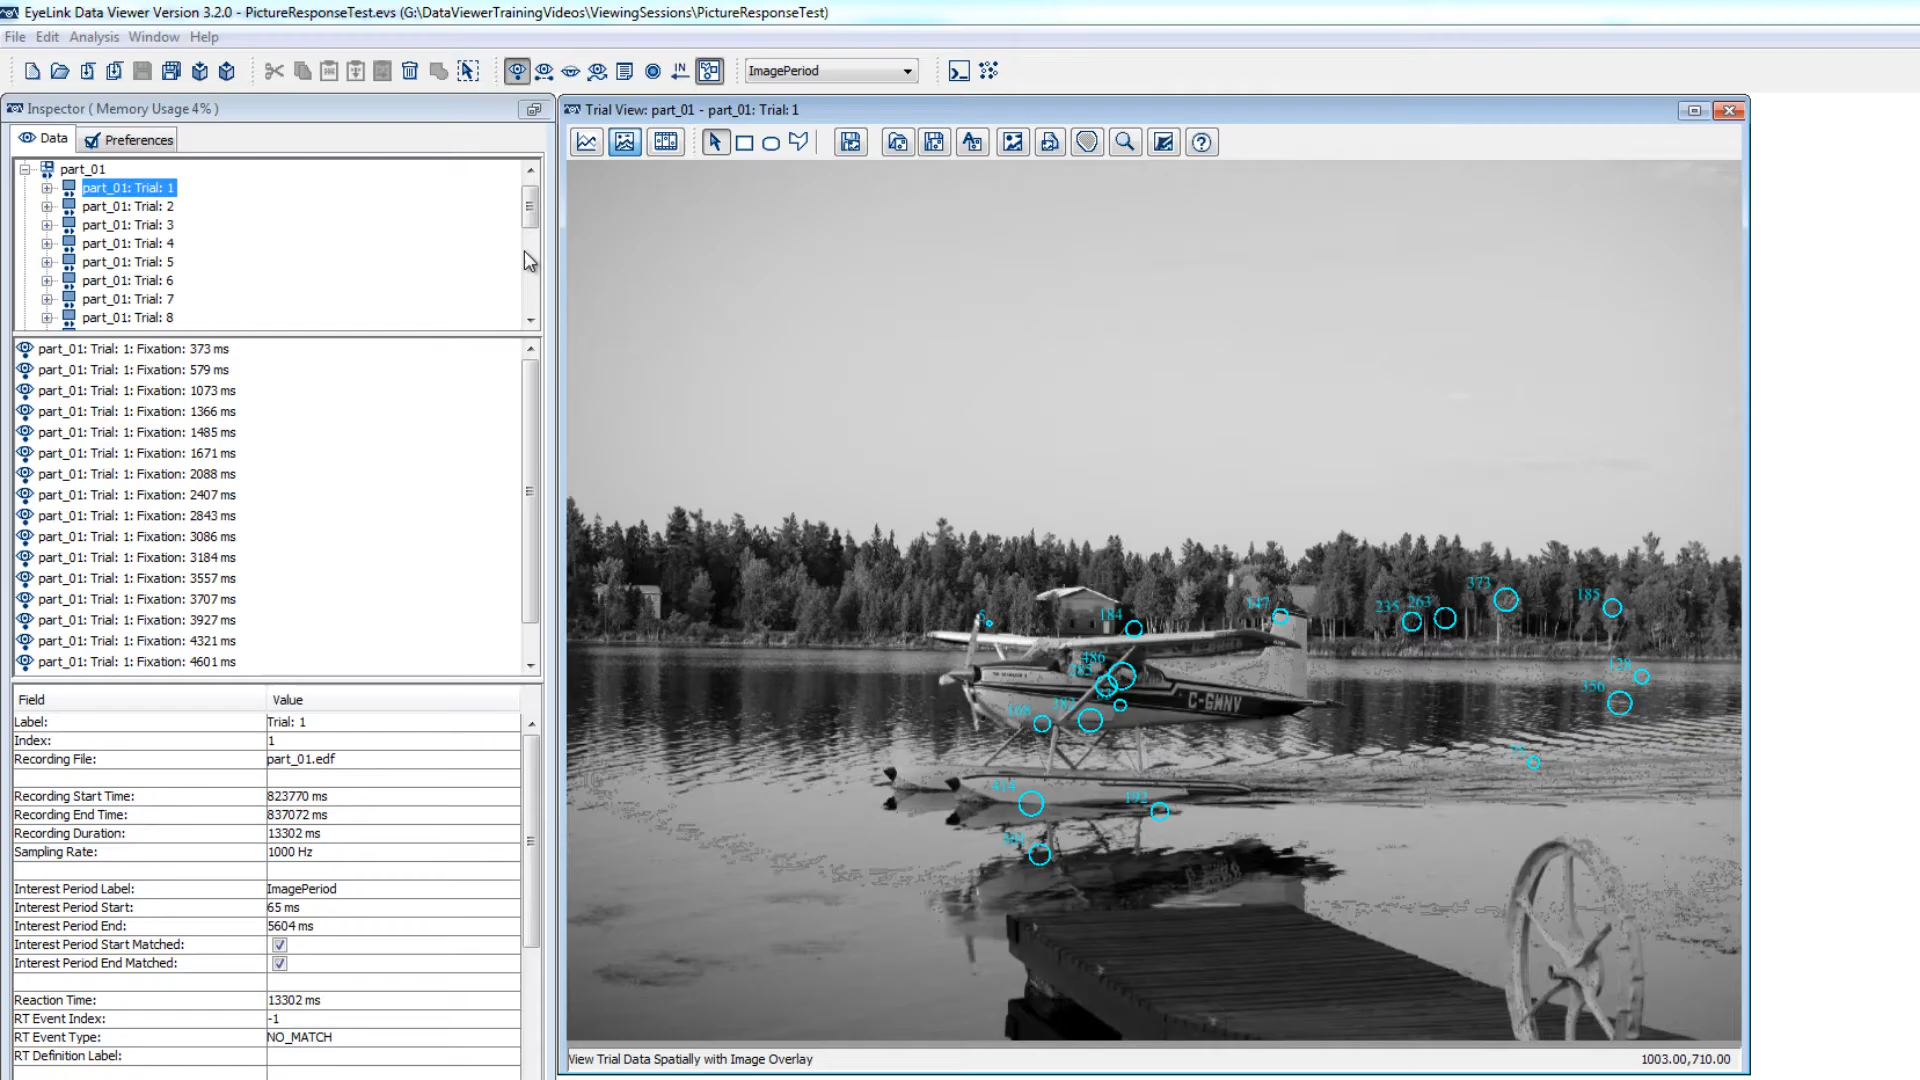 EyeLink Data Viewer Version 3.2.0 - PictureResponseTest.evs (G:\DataViewerTrainingVideos\ViewingSessions\PictureResponseTest)
File Edit Analysis Window Help
IN
ImagePeriod
Inspector ( Memory Usage 4% )
Data Preferences
part_01
part_01: Trial: 1
part_01: Trial: 2
part_01: Trial: 3
part_01: Trial: 4
part_01: Trial: 5
part_01: Trial: 6
part_01: Trial: 7
part_01: Trial: 8
part_01: Trial: 1: Fixation: 373 ms
part_01: Trial: 1: Fixation: 579 ms
part_01: Trial: 1: Fixation: 1073 ms
part_01: Trial: 1: Fixation: 1366 ms
part_01: Trial: 1: Fixation: 1485 ms
part_01: Trial: 1: Fixation: 1671 ms
part_01: Trial: 1: Fixation: 2088 ms
part_01: Trial: 1: Fixation: 2407 ms
part_01: Trial: 1: Fixation: 2843 ms
part_01: Trial: 1: Fixation: 3086 ms
part_01: Trial: 1: Fixation: 3184 ms
part_01: Trial: 1: Fixation: 3557 ms
part_01: Trial: 1: Fixation: 3707 ms
part_01: Trial: 1: Fixation: 3927 ms
part_01: Trial: 1: Fixation: 4321 ms
part_01: Trial: 1: Fixation: 4601 ms
Field Value
Label: Trial: 1
Index: 1
Recording File: part_01.edf
Recording Start Time: 823770 ms
Recording End Time: 837072 ms
Recording Duration: 13302 ms
Sampling Rate: 1000 Hz
Interest Period Label: ImagePeriod
Interest Period Start: 65 ms
Interest Period End: 5604 ms
Interest Period Start Matched:
Interest Period End Matched:
Reaction Time: 13302 ms
RT Event Index: -1
RT Event Type: NO_MATCH
RT Definition Label:
Trial View: part_01 - part_01: Trial: 1
373
185
147
235 263
184
486
285
128
356
168 382
C-GMNV
75
414
192
View Trial Data Spatially with Image Overlay 1003.00,710.00